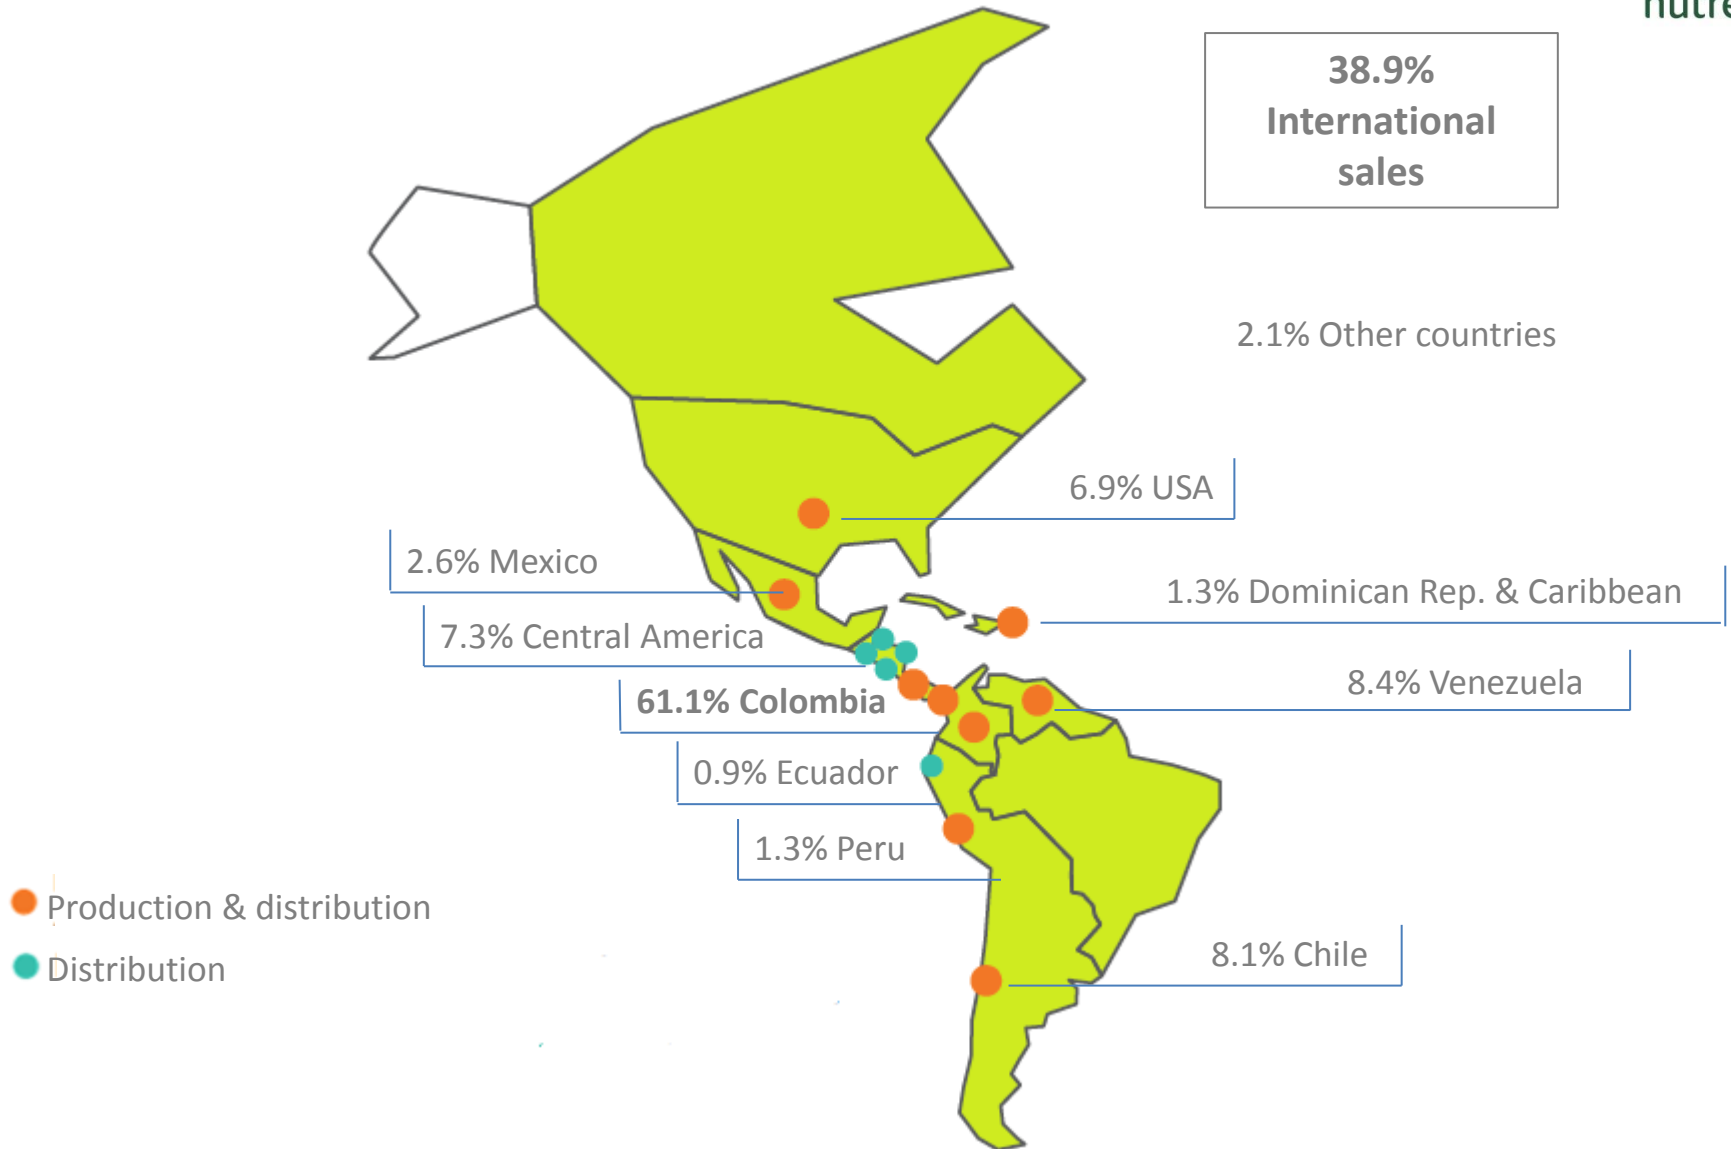 38.9%
International
sales
2.1% Other countries
6.9% USA
2.6% Mexico
1.3% Dominican Rep. & Caribbean
7.3% Central America
8.4% Venezuela
61.1% Colombia
0.9% Ecuador
1.3% Peru
Production & distribution
8.1% Chile
Distribution